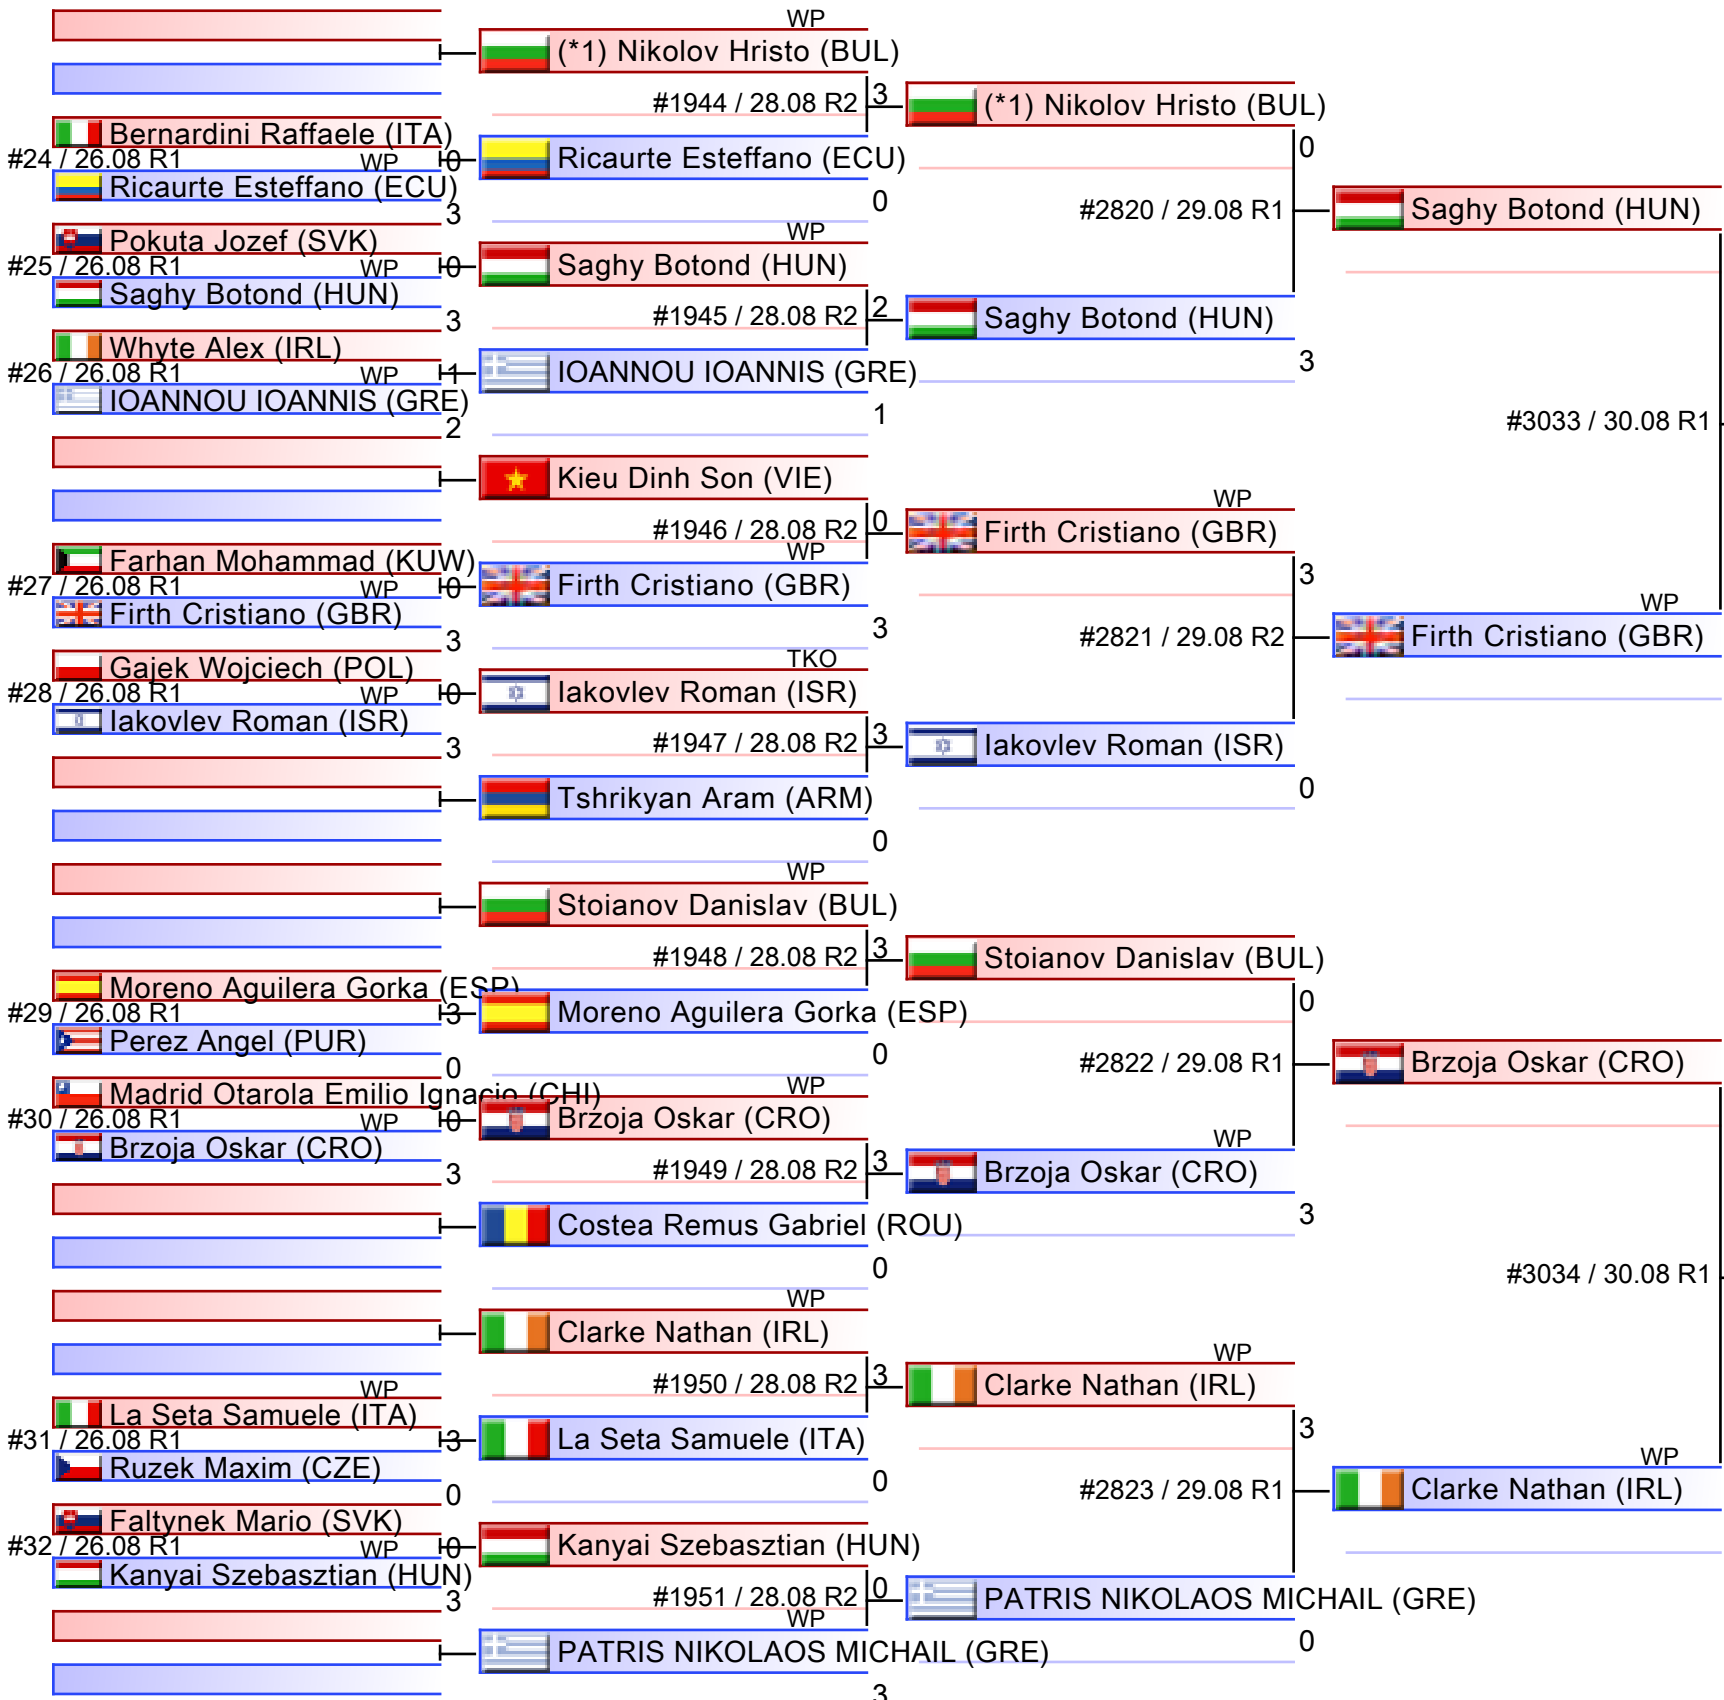 WP
(*1) Nikolov Hristo (BUL)
#1944 / 28.08 R2
3
(*1) Nikolov Hristo (BUL)
Bernardini Raffaele (ITA)
#24 / 26.08 R1
WP
0
Ricaurte Esteffano (ECU)
0
Ricaurte Esteffano (ECU)
3
0
#2820 / 29.08 R1
Saghy Botond (HUN)
Pokuta Jozef (SVK)
WP
#25 / 26.08 R1
WP
0
Saghy Botond (HUN)
Saghy Botond (HUN)
3
#1945 / 28.08 R2
2
Saghy Botond (HUN)
Whyte Alex (IRL)
3
#26 / 26.08 R1
WP
1
IOANNOU IOANNIS (GRE)
IOANNOU IOANNIS (GRE)
2
1
#3033 / 30.08 R1
Kieu Dinh Son (VIE)
WP
#1946 / 28.08 R2
0
Firth Cristiano (GBR)
WP
Farhan Mohammad (KUW)
3
#27 / 26.08 R1
WP
0
Firth Cristiano (GBR)
Firth Cristiano (GBR)
3
3
#2821 / 29.08 R2
WP
Firth Cristiano (GBR)
TKO
Gajek Wojciech (POL)
#28 / 26.08 R1
WP
0
Iakovlev Roman (ISR)
Iakovlev Roman (ISR)
3
#1947 / 28.08 R2
3
Iakovlev Roman (ISR)
0
Tshrikyan Aram (ARM)
0
WP
Stoianov Danislav (BUL)
#1948 / 28.08 R2
3
Stoianov Danislav (BUL)
Moreno Aguilera Gorka (ESP)
0
#29 / 26.08 R1
3
Moreno Aguilera Gorka (ESP)
Perez Angel (PUR)
0
0
#2822 / 29.08 R1
Brzoja Oskar (CRO)
WP
Madrid Otarola Emilio Ignacio (CHI)
#30 / 26.08 R1
WP
0
Brzoja Oskar (CRO)
Brzoja Oskar (CRO)
3
WP
#1949 / 28.08 R2
3
Brzoja Oskar (CRO)
3
Costea Remus Gabriel (ROU)
0
#3034 / 30.08 R1
WP
Clarke Nathan (IRL)
WP
#1950 / 28.08 R2
3
Clarke Nathan (IRL)
WP
La Seta Samuele (ITA)
3
#31 / 26.08 R1
3
La Seta Samuele (ITA)
Ruzek Maxim (CZE)
0
0
#2823 / 29.08 R1
WP
Clarke Nathan (IRL)
Faltynek Mario (SVK)
#32 / 26.08 R1
WP
0
Kanyai Szebasztian (HUN)
Kanyai Szebasztian (HUN)
3
#1951 / 28.08 R2
0
PATRIS NIKOLAOS MICHAIL (GRE)
WP
0
PATRIS NIKOLAOS MICHAIL (GRE)
3